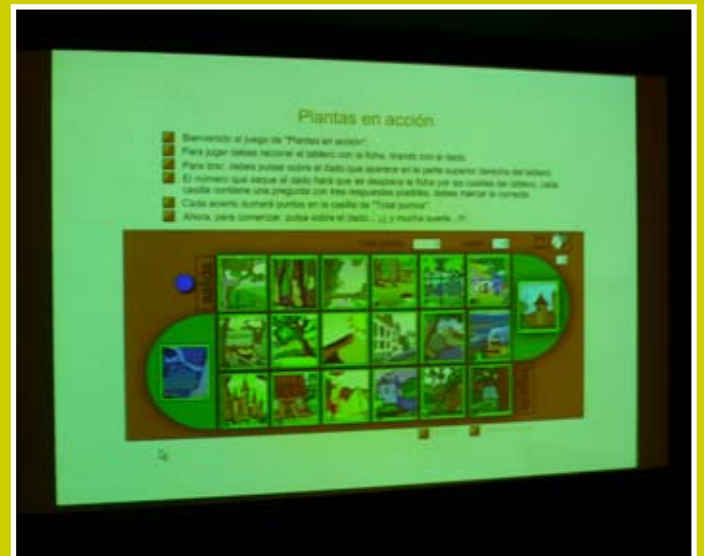 Plantas en acción
Bienvenido al juego de "Plantas en acción".
Para jugar debes recorrer el tablero con la ficha, tirando con el dado.
Para tirar, debes pulsar sobre el dado que aparece en la parte superior derecha del tablero.
El número que saque el dado hará que se desplace la ficha por las casillas del tablero, cada
casilla contiene una pregunta con tres respuestas posibles, debes marcar la correcta.
Cada acierto sumará puntos en la casilla de "Total puntos".
Ahora, para comenzar, pulsa sobre el dado... ¡¡ y mucha suerte...!!!
Salida